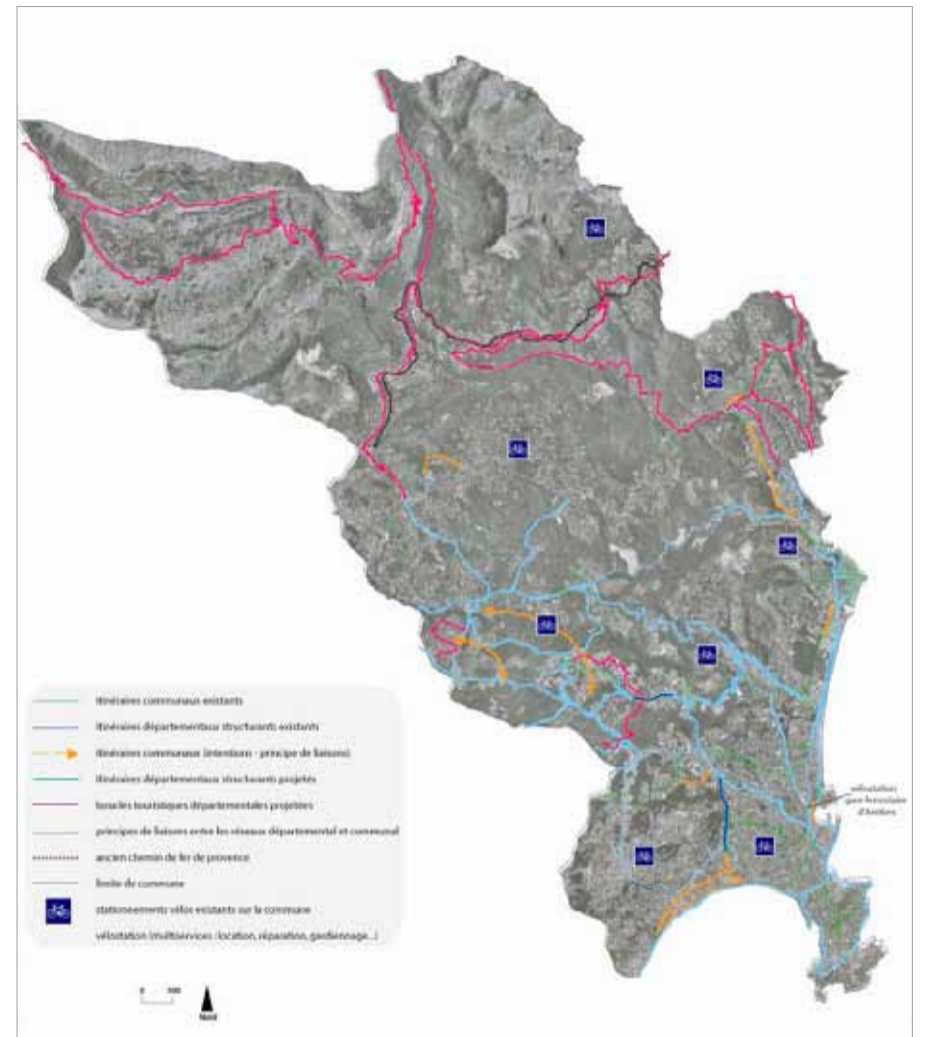 vélostation
gare ferroviaire
d'Antibes
itinéraires communaux existants
itinéraires départementaux structurants existants
itinéraires communaux (intentions - principe de liaisons)
itinéraires départementaux structurants projetés
boucles touristiques départementales projetées
principes de liaisons entre les réseaux départemental et communal
ancien chemin de fer de provence
limite de commune
stationnements vélos existants sur la commune
vélostation (multiservices : location, réparation, gardiennage...)
0 500
Nord